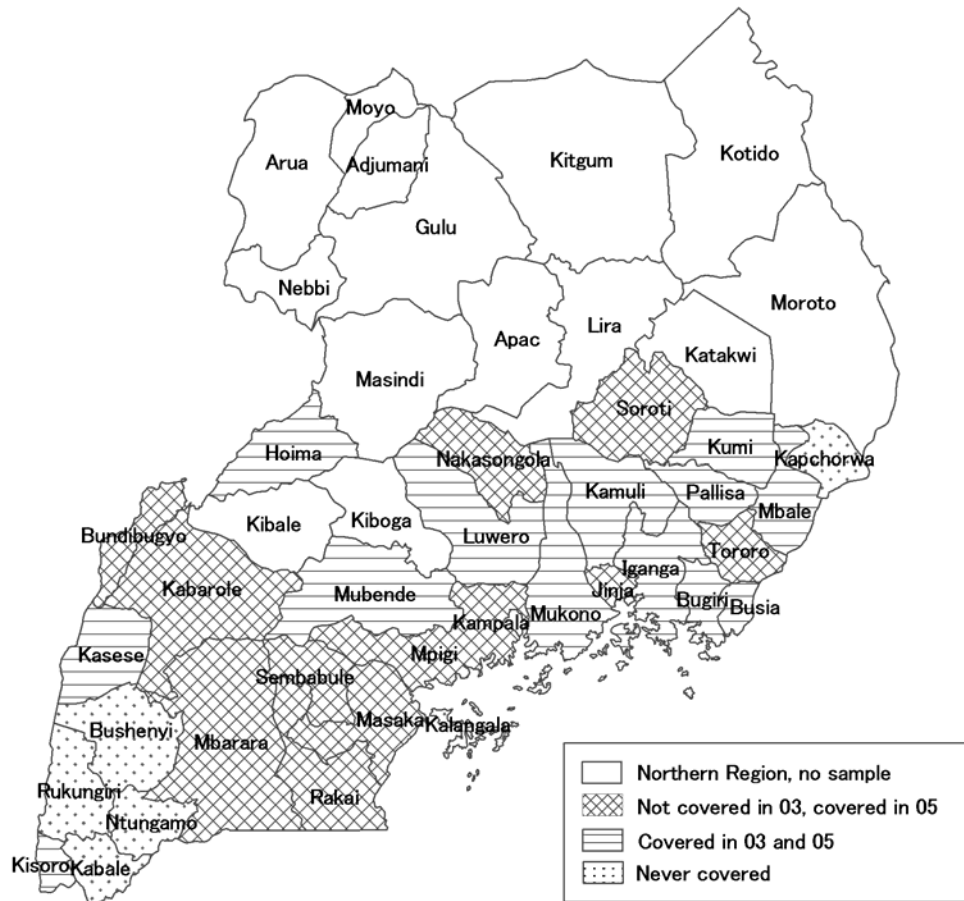 Moyo
Arua
Adjumani
Kitgum
Kotido
Gulu
Nebbi
Moroto
Apac
Lira
Katakwi
Masindi
Soroti
Hoima
Nakasongola
Kumi
Kapchorwa
Kamuli
Pallisa
Mbale
Kibale
Kiboga
Bundibugyo
Luwero
Tororo
Kabarole
Iganga
Mubende
Jinja
Kampala
Mukono
Bugiri
Busia
Kasese
Mpigi
Sembabule
Bushenyi
Masaka
Kalangala
Mbarara
Rukungiri
Rakai
Ntungamo
Kisoro
Kabale
Northern Region, no sample
Not covered in 03, covered in 05
Covered in 03 and 05
Never covered